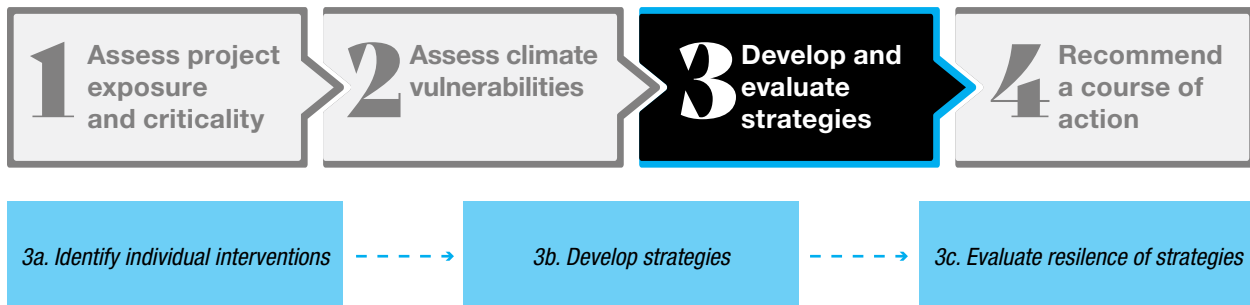 1
Assess project
exposure
and criticality
2
Assess climate
vulnerabilities
3
Develop and
evaluate
strategies
4
Recommend
a course of
action
3a. Identify individual interventions
3b. Develop strategies
3c. Evaluate resilence of strategies